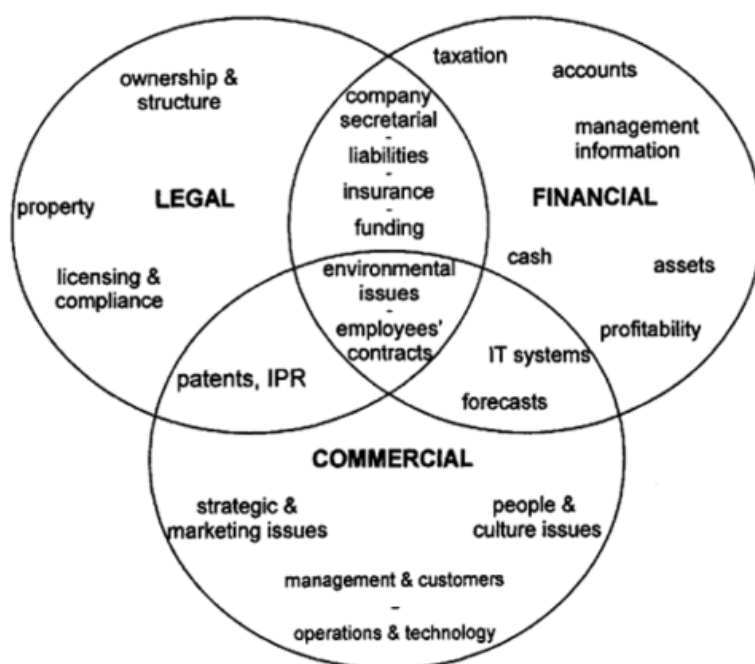 taxation
accounts
ownership &
structure
company
secretarial
-
liabilities
-
insurance
-
funding
management
information
property
LEGAL
FINANCIAL
licensing &
compliance
environmental
issues
-
employees'
contracts
cash
assets
profitability
patents, IPR
IT systems
forecasts
COMMERCIAL
strategic &
marketing issues
people &
culture issues
management & customers
-
operations & technology